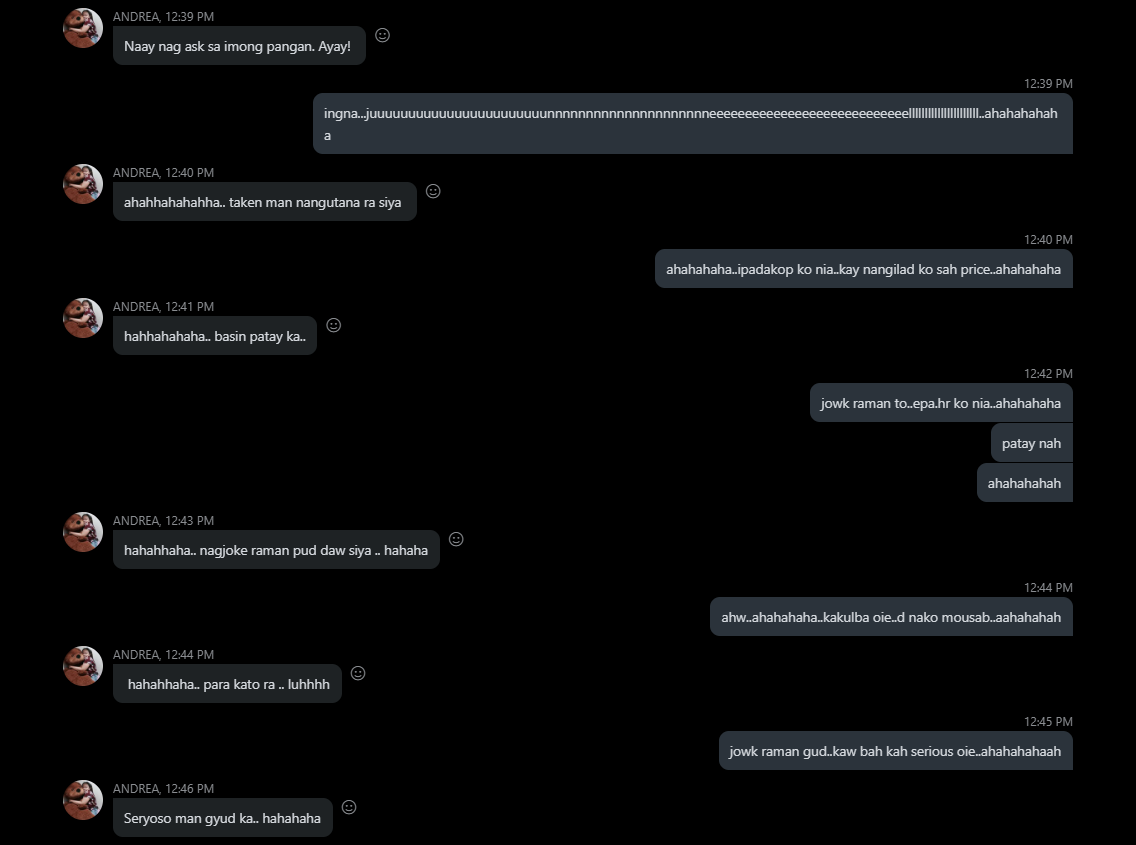 ANDREA, 12:39 PM
Naay nag ask sa imong pangan. Ayay!
12:39 PM
ingna...juuuuuuuuuuuuuuuuuuuuuuuunnnnnnnnnnnnnnnnnnnnneeeeeeeeeeeeeeeeeeeeeeeeeeeellllllllllllllllllllll..ahahahahah
a
ANDREA, 12:40 PM
ahahhahahahha.. taken man nangutana ra siya
12:40 PM
ahahahaha..ipadakop ko nia..kay nangilad ko sah price..ahahahaha
ANDREA, 12:41 PM
hahhahahaha.. basin patay ka..
12:42 PM
jowk raman to..epa.hr ko nia..ahahahaha
patay nah
ahahahahah
ANDREA, 12:43 PM
hahahhaha.. nagjoke raman pud daw siya .. hahaha
12:44 PM
ahw..ahahahaha..kakulba oie..d nako mousab..aahahahah
ANDREA, 12:44 PM
hahahhaha.. para kato ra .. luhhhh
12:45 PM
jowk raman gud..kaw bah kah serious oie..ahahahahaah
ANDREA, 12:46 PM
Seryoso man gyud ka.. hahahaha